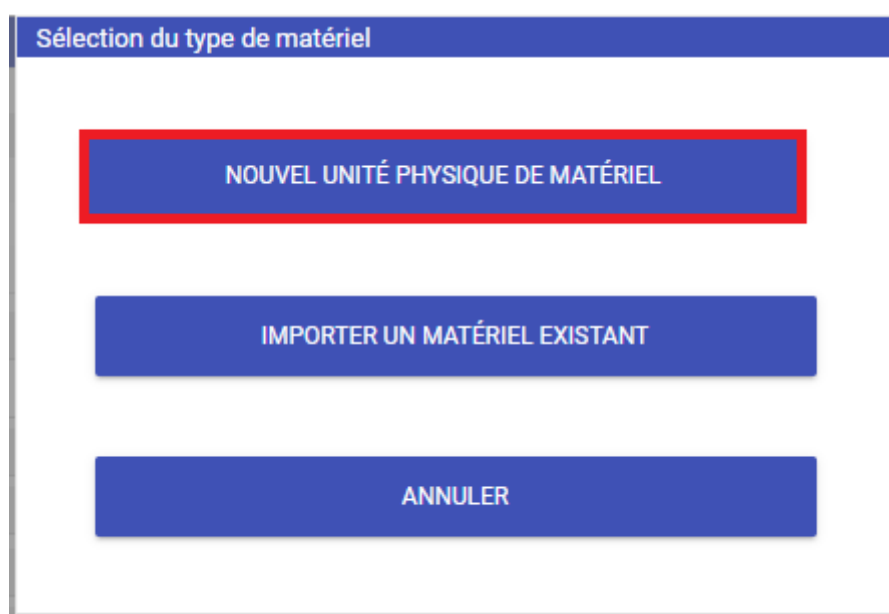 Sélection du type de matériel
NOUVEL UNITÉ PHYSIQUE DE MATÉRIEL
IMPORTER UN MATÉRIEL EXISTANT
ANNULER